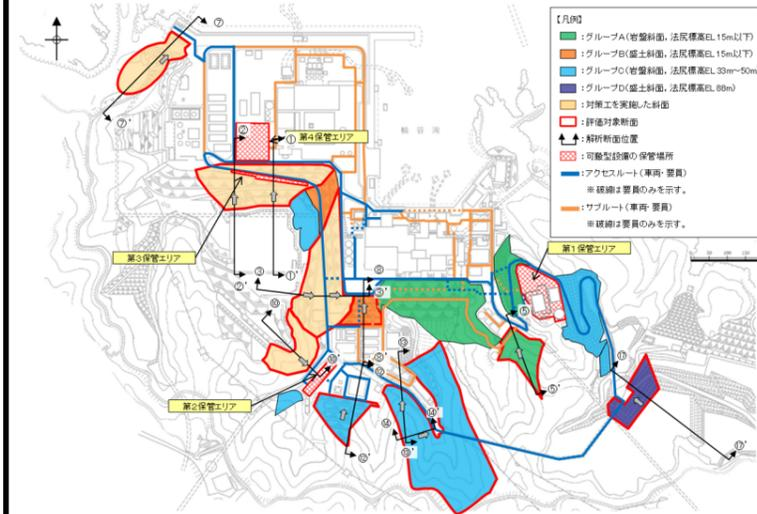 【凡例】
:グループA(岩盤斜面,法尻標高EL15m以下)
:グループB(盛土斜面,法尻標高EL15m以下)
:グループC(岩盤斜面,法尻標高EL33m～50m
:グループD(盛土斜面,法尻標高EL88m)
:対策工を実施した斜面
:評価対象断面
:解析断面位置
:可搬型設備の保管場所
:アクセスルート(車両・要員)
※破線は要員のみを示す。
:サブルート(車両・要員)
※破線は要員のみを示す。
⑦
⑦'
輪谷湾
第4保管エリア
②
①
第3保管エリア
第1保管エリア
②'
①'
③
③'
⑧
⑩
⑤
⑤'
⑬
⑧'
⑩'
⑫
⑰
第2保管エリア
⑭
⑭'
⑬'
⑫'
⑰'